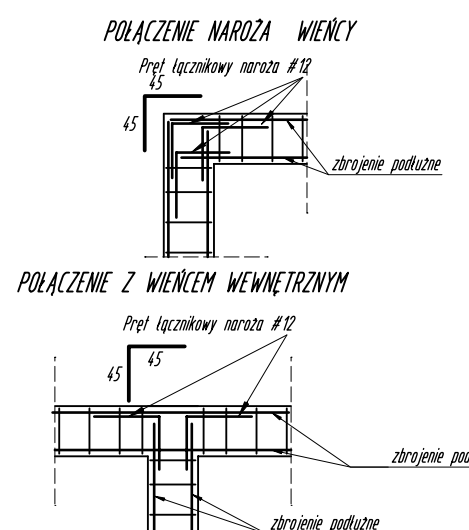 POŁĄCZENIE NAROŻA WIEŃCY
Pręt łącznikowy naroża #12
45
45
zbrojenie podłużne
POŁĄCZENIE Z WIEŃCEM WEWNĘTRZNYM
Pręt łącznikowy naroża #12
45
45
zbrojenie pod
zbrojenie podłużne